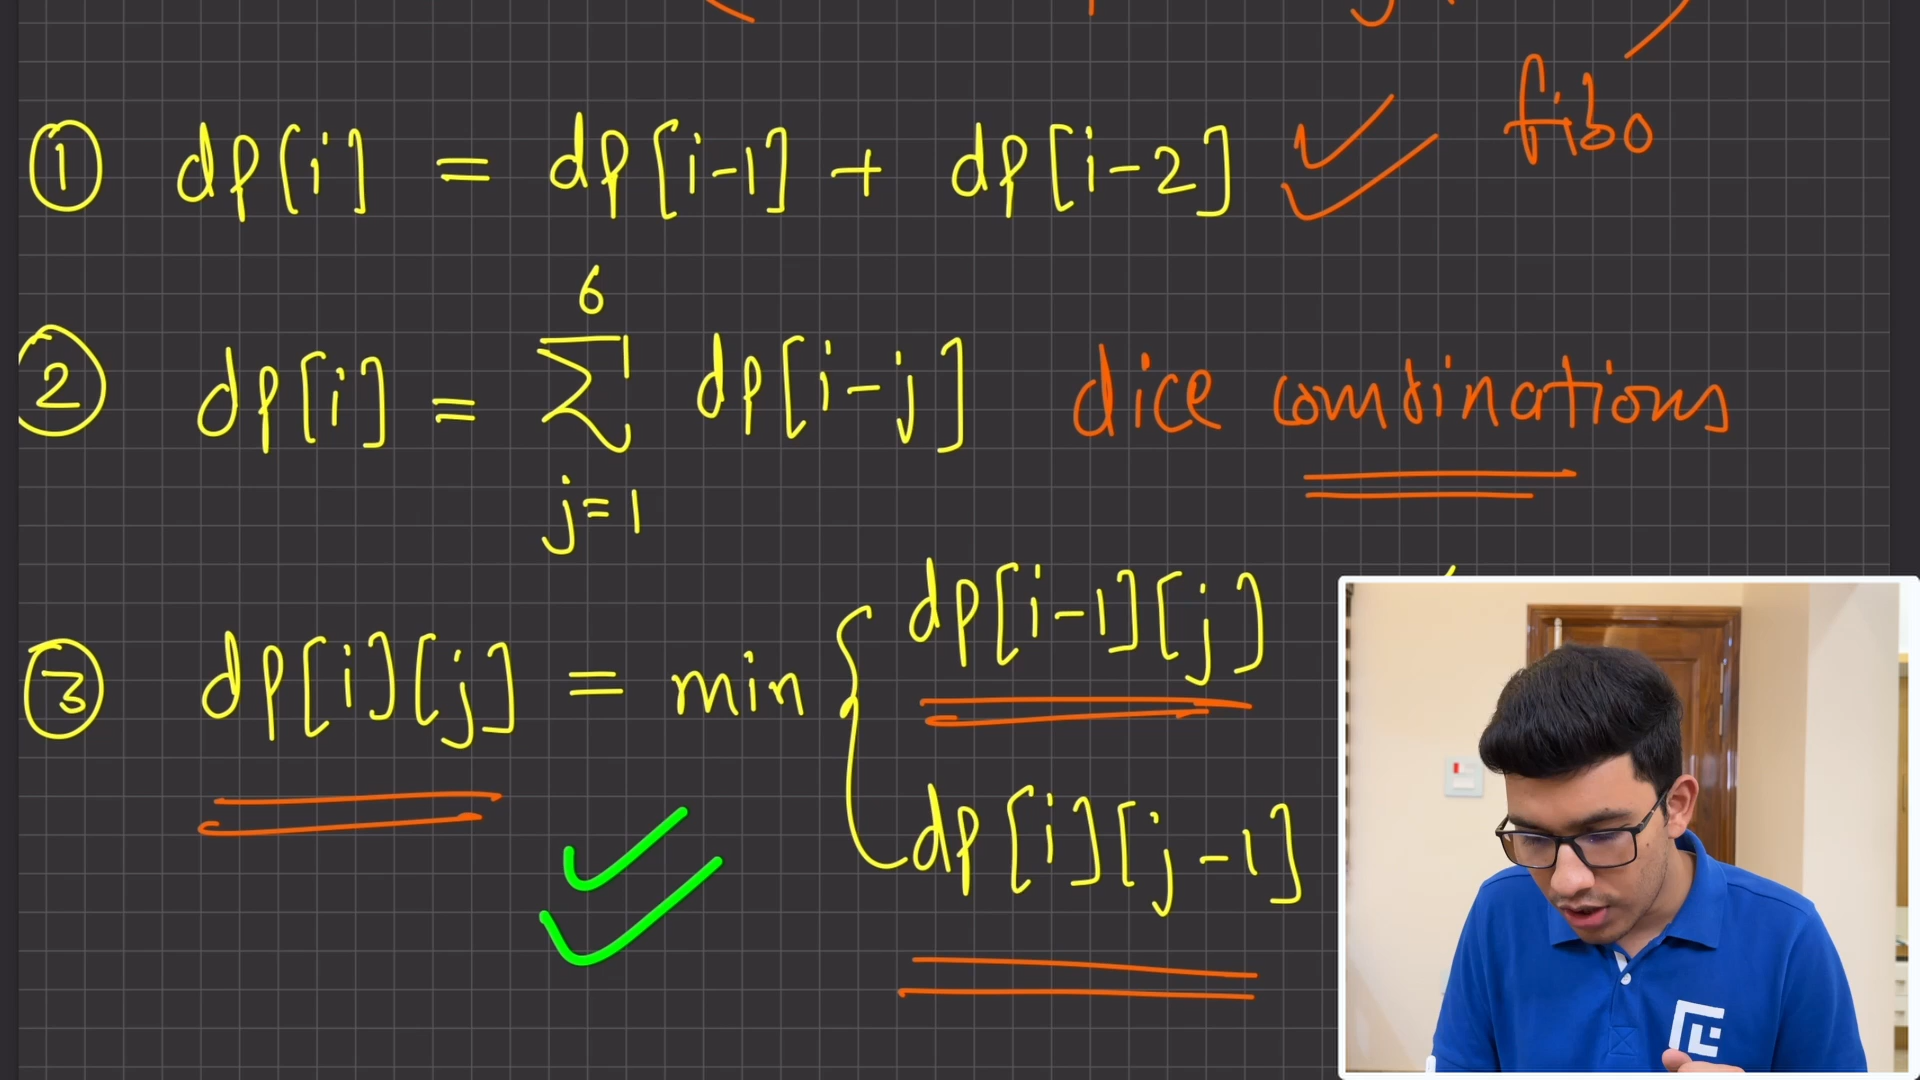 ① dp[i] = dp[i-1] + dp[i-2] fibo
② dp[i] = 6 ∑ j=1 dp[i-j] dice combinations
③ dp[i][j] = min { dp[i-1][j]
dp[i][j-1]